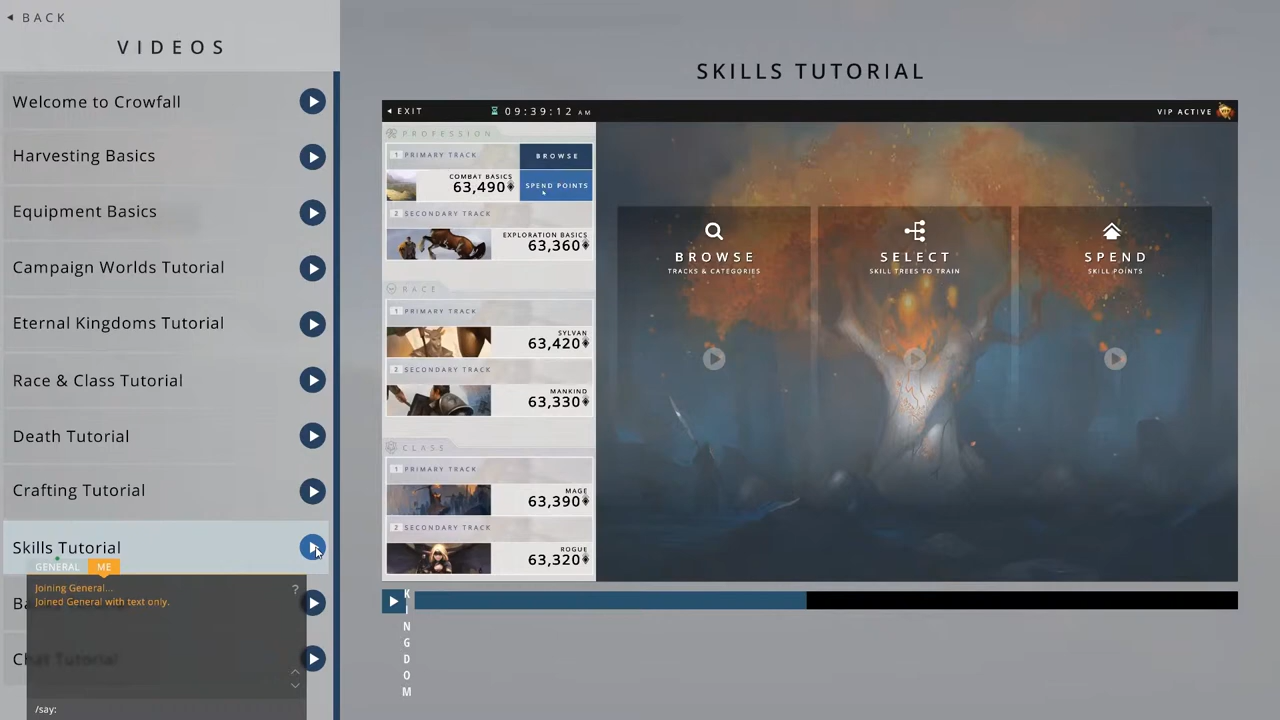 BACK
VIDEOS
Welcome to Crowfall
Harvesting Basics
Equipment Basics
Campaign Worlds Tutorial
Eternal Kingdoms Tutorial
Race & Class Tutorial
Death Tutorial
Crafting Tutorial
Skills Tutorial
GENERAL ME
Joining General...
Joined General with text only.
?
Ba
Chat Tutorial
/say:
SKILLS TUTORIAL
EXIT 09:39:12 AM VIP ACTIVE
PROFESSION
1 PRIMARY TRACK BROWSE
COMBAT BASICS
63,490 SPEND POINTS
2 SECONDARY TRACK
EXPLORATION BASICS
63,360
RACE
1 PRIMARY TRACK
SYLVAN
63,420
2 SECONDARY TRACK
MANKIND
63,330
CLASS
1 PRIMARY TRACK
MAGE
63,390
2 SECONDARY TRACK
ROGUE
63,320
BROWSE
TRACKS & CATEGORIES
SELECT
SKILL TREES TO TRAIN
SPEND
SKILL POINTS
K
I
N
G
D
O
M